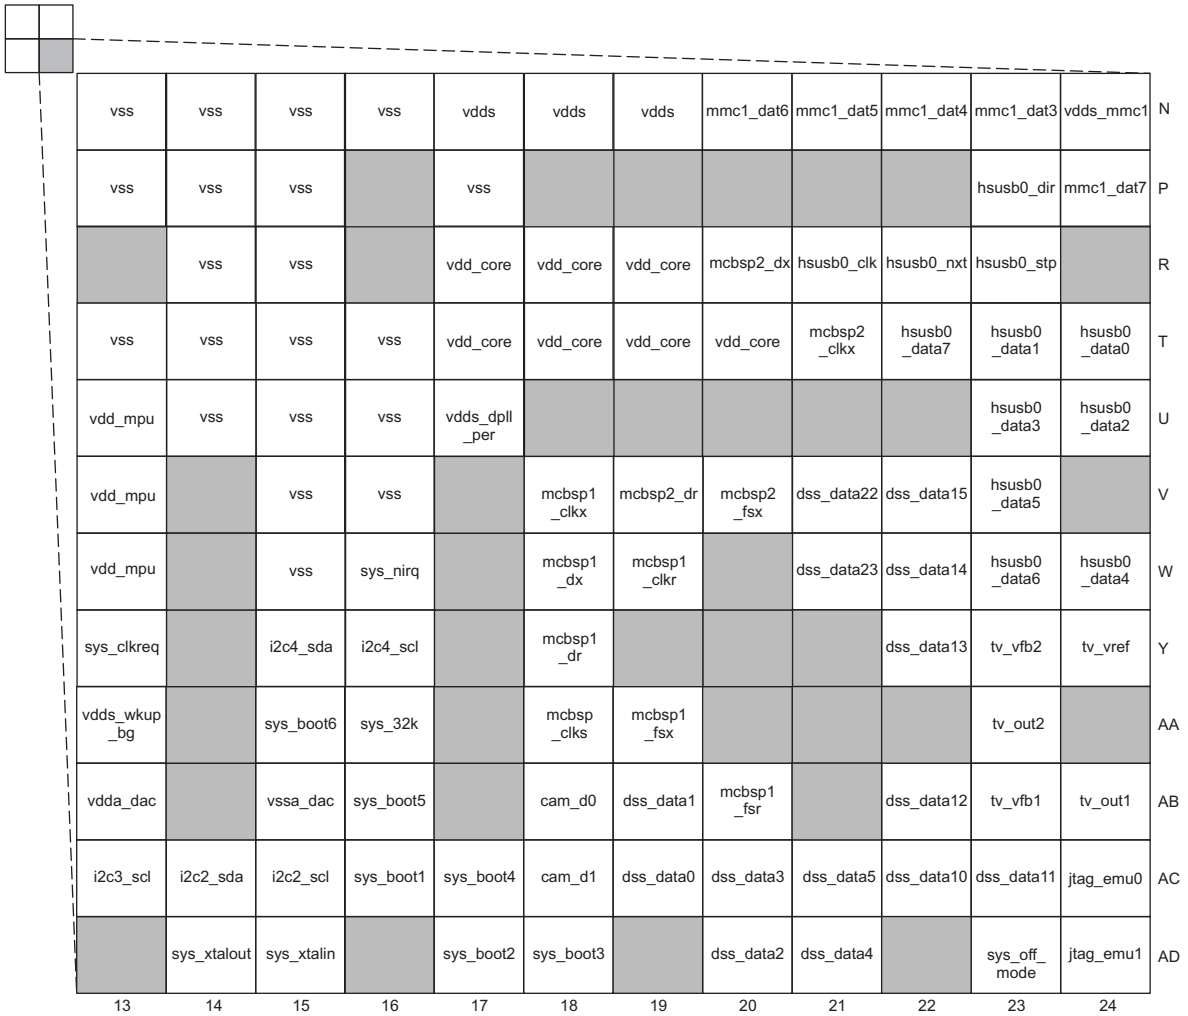 vss vss vss vss vdds vdds vdds mmc1_dat6 mmc1_dat5 mmc1_dat4 mmc1_dat3 vdds_mmc1 N
vss vss vss vss hsusb0_dir mmc1_dat7 P
vss vss vdd_core vdd_core vdd_core mcbsp2_dx hsusb0_clk hsusb0_nxt hsusb0_stp R
vss vss vss vss vdd_core vdd_core vdd_core vdd_core mcbsp2 _clkx hsusb0 _data7 hsusb0 _data1 hsusb0 _data0 T
vdd_mpu vss vss vss vdds_dpll _per hsusb0 _data3 hsusb0 _data2 U
vdd_mpu vss vss mcbsp1 _clkx mcbsp2_dr mcbsp2 _fsx dss_data22 dss_data15 hsusb0 _data5 V
vdd_mpu vss sys_nirq mcbsp1 _dx mcbsp1 _clkr dss_data23 dss_data14 hsusb0 _data6 hsusb0 _data4 W
sys_clkreq i2c4_sda i2c4_scl mcbsp1 _dr dss_data13 tv_vfb2 tv_vref Y
vdds_wkup _bg sys_boot6 sys_32k mcbsp _clks mcbsp1 _fsx tv_out2 AA
vdda_dac vssa_dac sys_boot5 cam_d0 dss_data1 mcbsp1 _fsr dss_data12 tv_vfb1 tv_out1 AB
i2c3_scl i2c2_sda i2c2_scl sys_boot1 sys_boot4 cam_d1 dss_data0 dss_data3 dss_data5 dss_data10 dss_data11 jtag_emu0 AC
sys_xtalout sys_xtalin sys_boot2 sys_boot3 dss_data2 dss_data4 sys_off_ mode jtag_emu1 AD
13 14 15 16 17 18 19 20 21 22 23 24